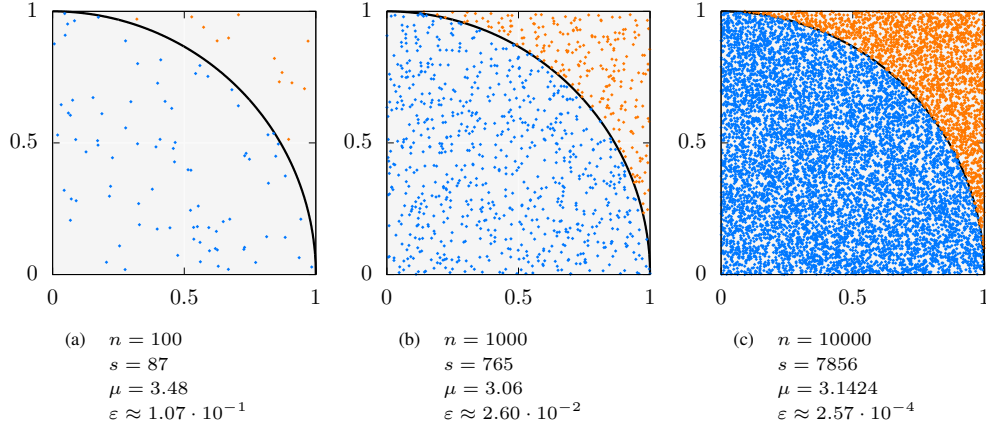 1
0.5
0
0 0.5 1
1
0.5
0
0 0.5 1
1
0.5
0
0 0.5 1
(a) n = 100
s = 87
μ = 3.48
ε ≈ 1.07 · 10⁻¹
(b) n = 1000
s = 765
μ = 3.06
ε ≈ 2.60 · 10⁻²
(c) n = 10000
s = 7856
μ = 3.1424
ε ≈ 2.57 · 10⁻⁴